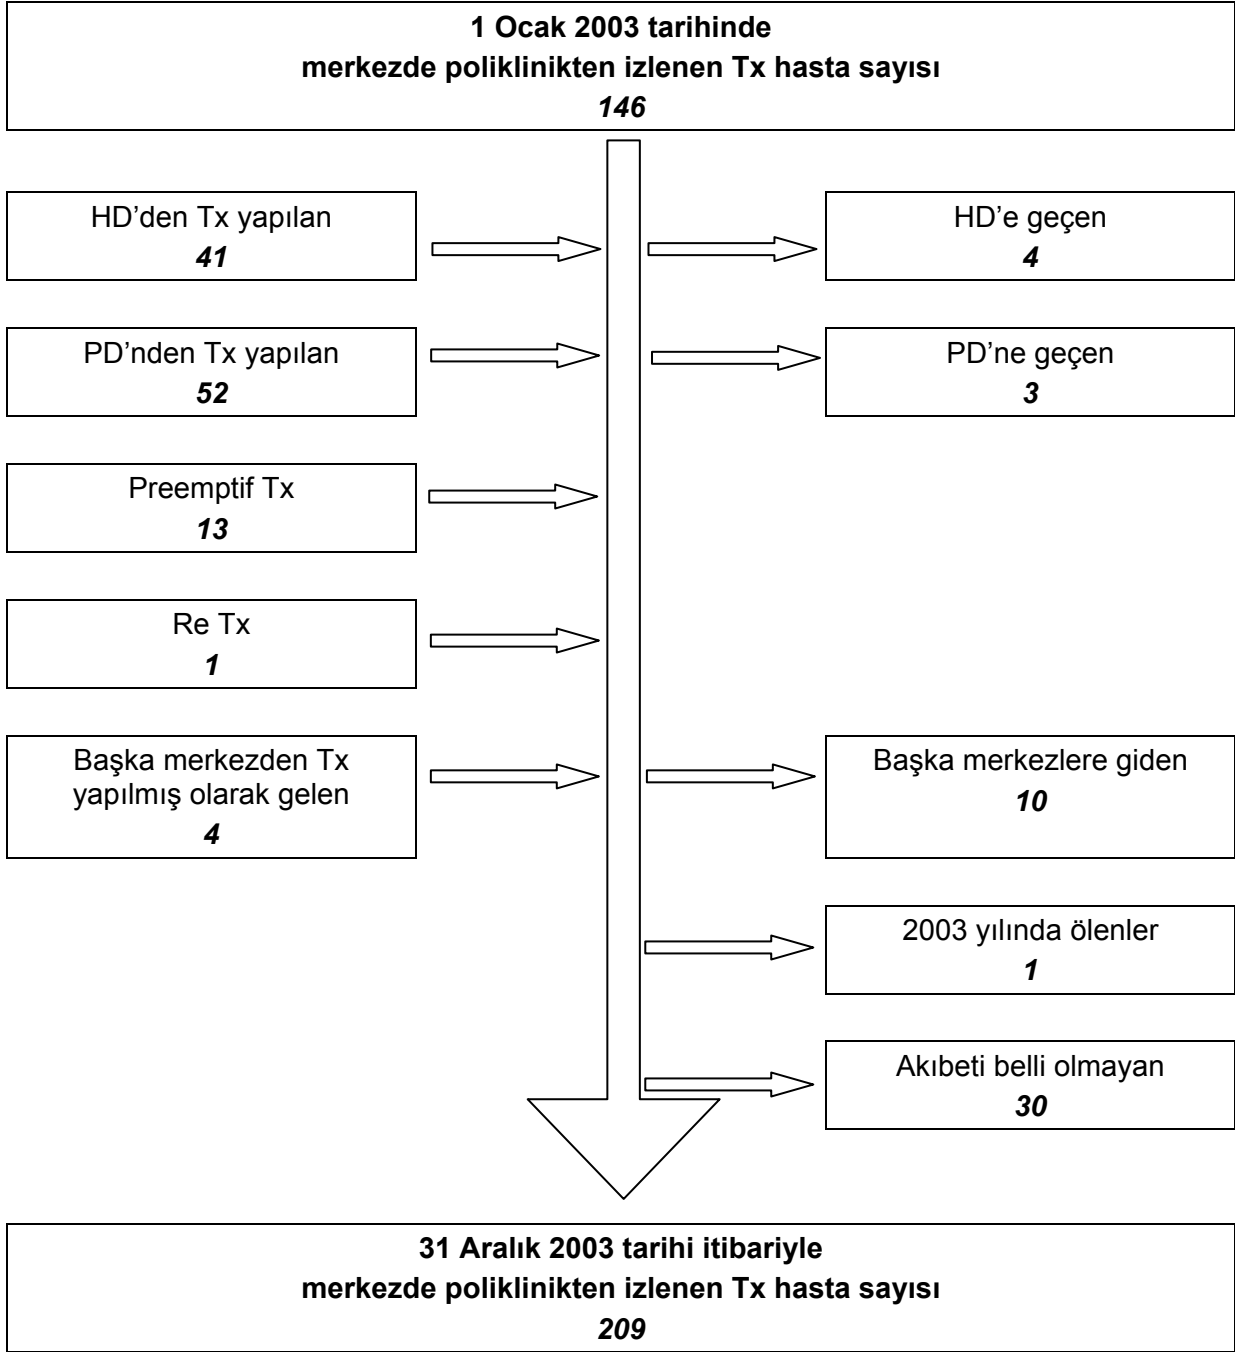 1 Ocak 2003 tarihinde
merkezde poliklinikten izlenen Tx hasta sayısı
146
HD’den Tx yapılan
41
HD’e geçen
4
PD’nden Tx yapılan
52
PD’ne geçen
3
Preemptif Tx
13
Re Tx
1
Başka merkezden Tx
yapılmış olarak gelen
4
Başka merkezlere giden
10
2003 yılında ölenler
1
Akıbeti belli olmayan
30
31 Aralık 2003 tarihi itibariyle
merkezde poliklinikten izlenen Tx hasta sayısı
209